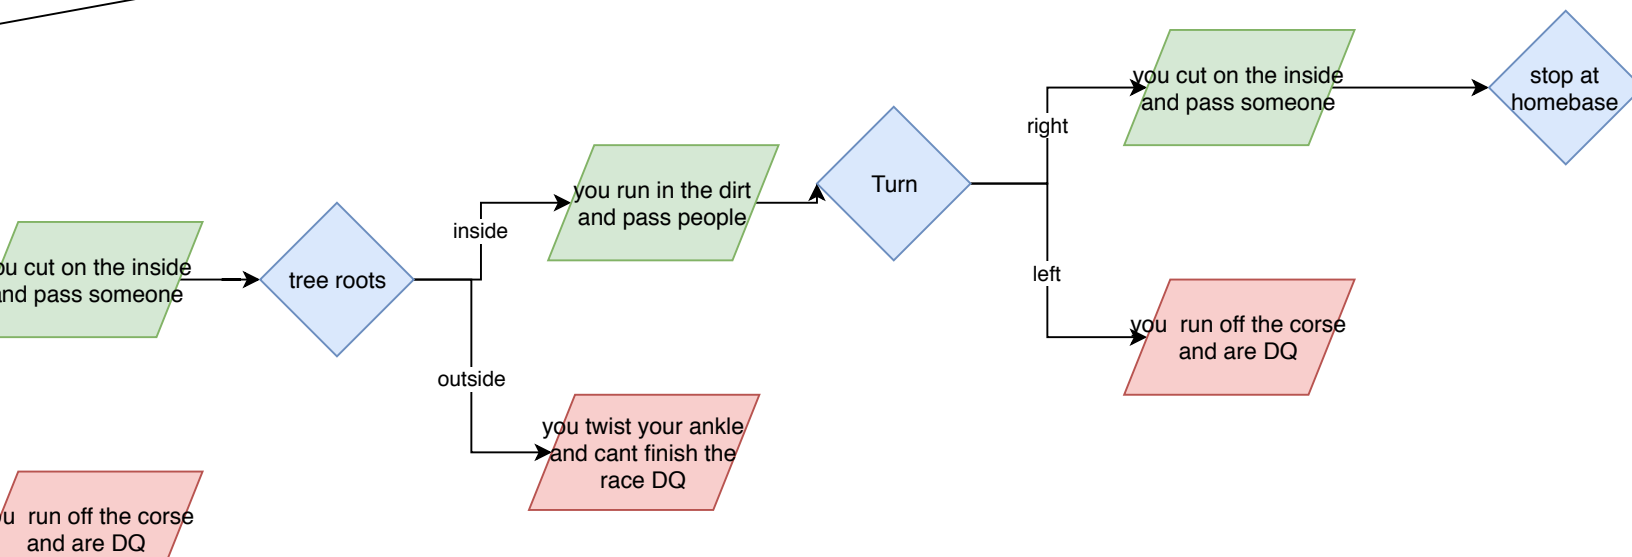 you cut on the inside
and pass someone
stop at
homebase
right
Turn
you run in the dirt
and pass people
inside
cut on the inside
pass someone
tree roots
left
you  run off the corse
and are DQ
outside
you twist your ankle
and cant finish the
race DQ
run off the corse
and are DQ